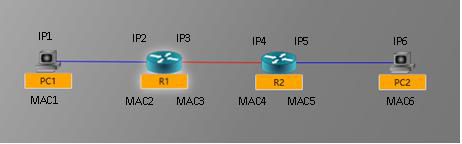 IP1 IP2 IP3 IP4 IP5 IP6
PC1 R1 R2 PC2
MAC1 MAC2 MAC3 MAC4 MAC5 MAC6